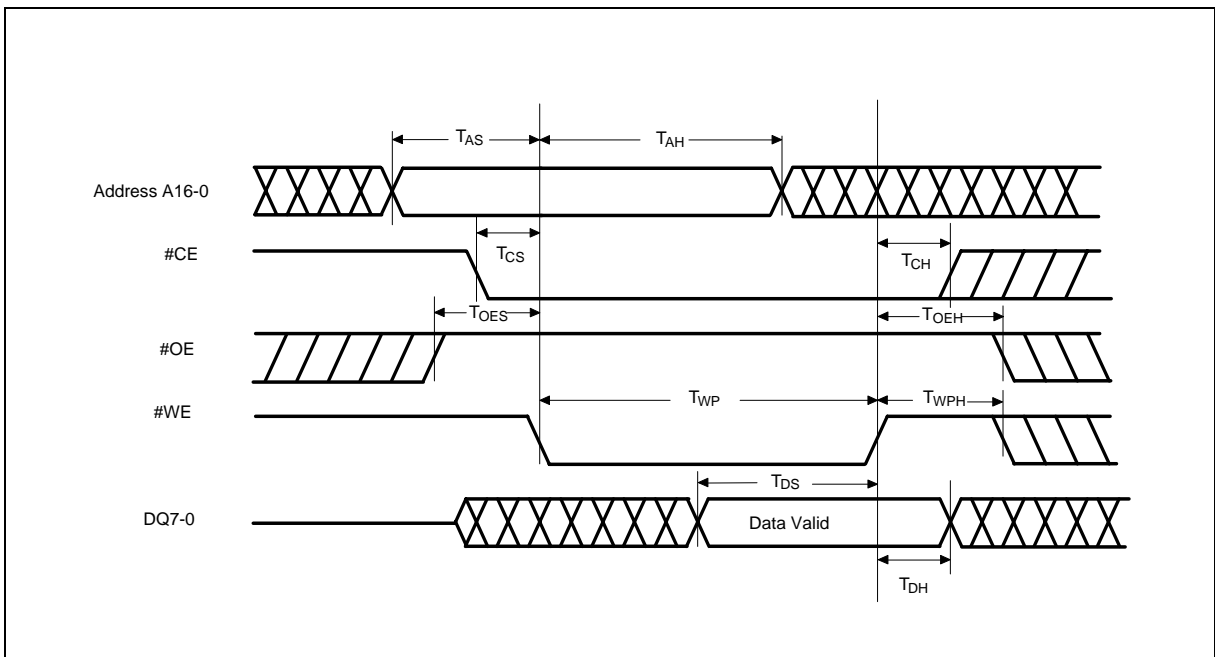 TAS
TAH
Address A16-0
#CE
TCS
TCH
TOES
TOEH
#OE
#WE
TWP
TWPH
TDS
DQ7-0
Data Valid
TDH